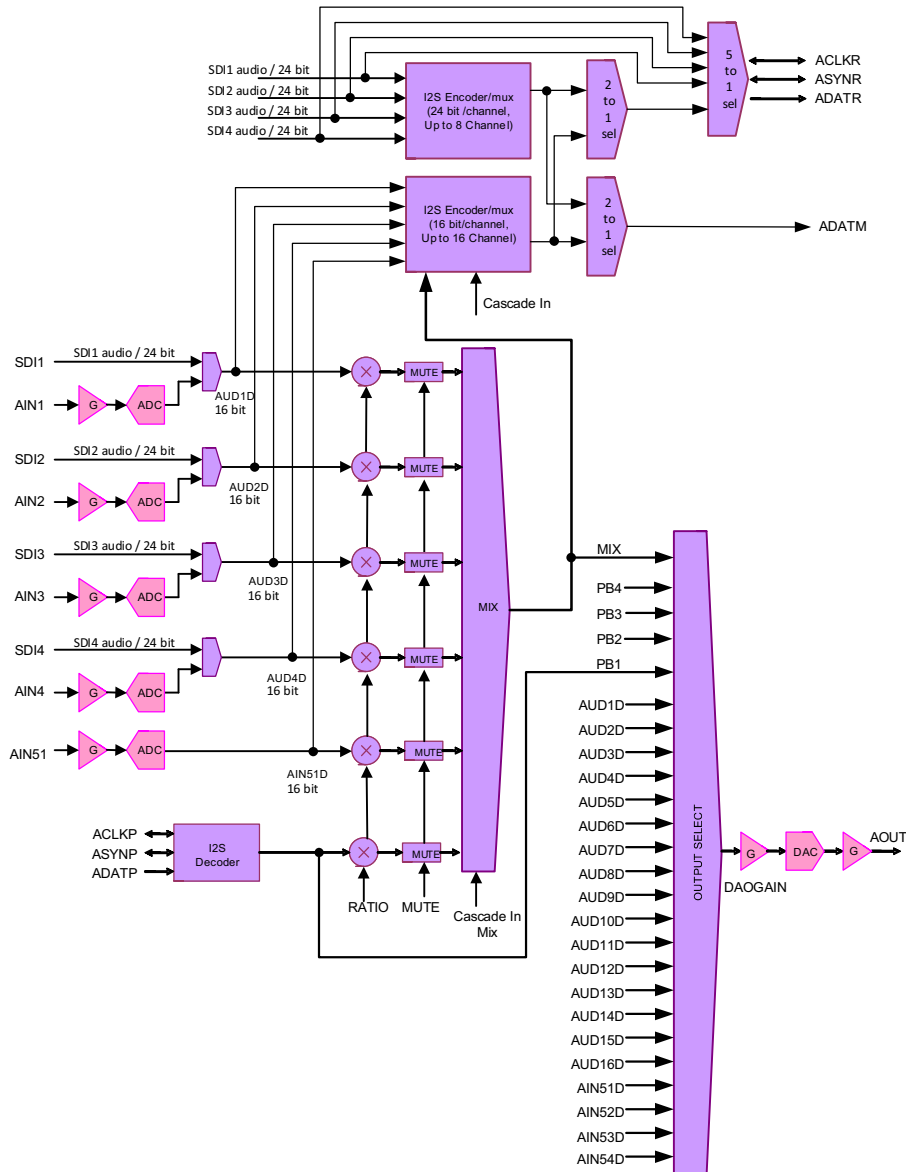 SDI1 audio / 24 bit
SDI2 audio / 24 bit
SDI3 audio / 24 bit
SDI4 audio / 24 bit
I2S Encoder/mux
(24 bit /channel,
Up to 8 Channel)
2
to
1
sel
5
to
1
sel
ACLKR
ASYNR
ADATR
I2S Encoder/mux
(16 bit/channel,
Up to 16 Channel)
2
to
1
sel
ADATM
Cascade In
SDI1
SDI1 audio / 24 bit
AIN1
G
ADC
AUD1D
16 bit
MUTE
SDI2
SDI2 audio / 24 bit
AIN2
G
ADC
AUD2D
16 bit
MUTE
SDI3
SDI3 audio / 24 bit
AIN3
G
ADC
AUD3D
16 bit
MUTE
SDI4
SDI4 audio / 24 bit
AIN4
G
ADC
AUD4D
16 bit
MUTE
AIN51
G
ADC
AIN51D
16 bit
MUTE
MIX
ACLKP
ASYNP
ADATP
I2S
Decoder
MUTE
RATIO
MUTE
Cascade In
Mix
MIX
PB4
PB3
PB2
PB1
AUD1D
AUD2D
AUD3D
AUD4D
AUD5D
AUD6D
AUD7D
AUD8D
AUD9D
AUD10D
AUD11D
AUD12D
AUD13D
AUD14D
AUD15D
AUD16D
AIN51D
AIN52D
AIN53D
AIN54D
OUTPUT SELECT
G
DAOGAIN
DAC
G
AOUT